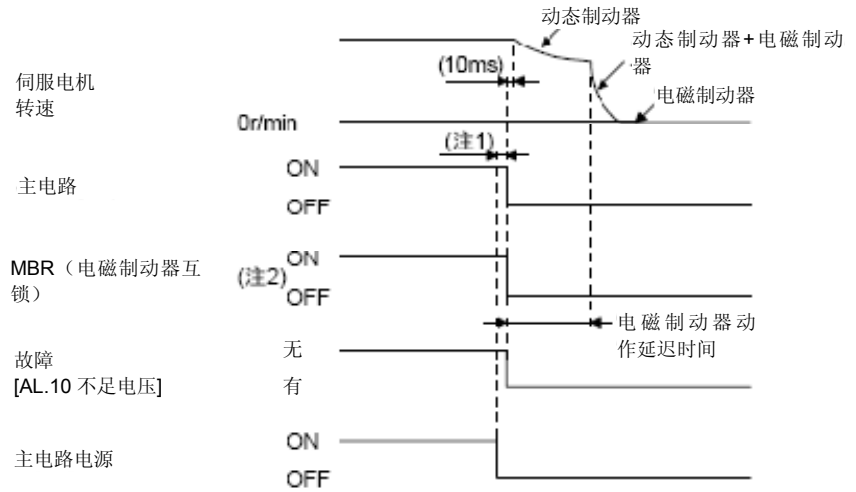 动态制动器
动态制动器+电磁制动
器
(10ms)
电磁制动器
伺服电机
转速
0r/min
(注1)
ON
主电路
OFF
ON
MBR（电磁制动器互
锁）
(注2)
OFF
电磁制动器动
作延迟时间
无
故障
[AL.10 不足电压]
有
ON
主电路电源
OFF